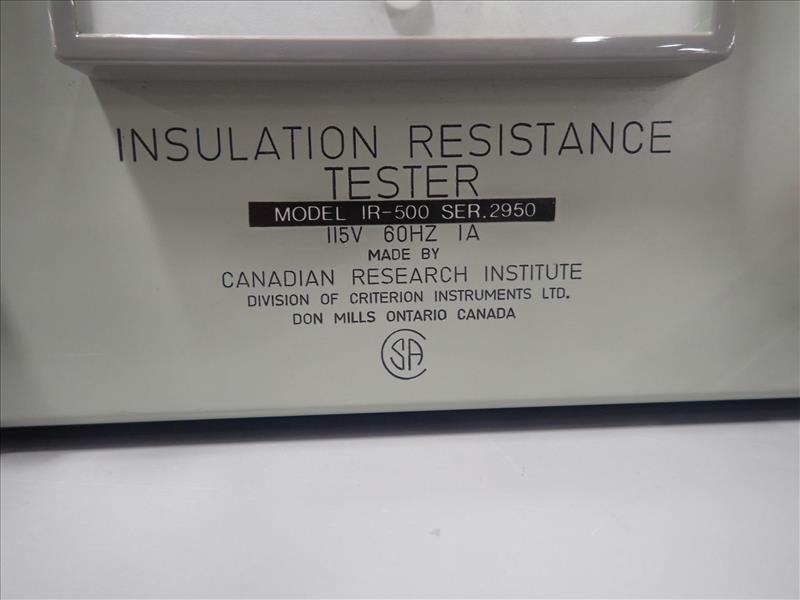 INSULATION RESISTANCE
TESTER
MODEL IR-500 SER.2950
115V 60HZ 1A
MADE BY
CANADIAN RESEARCH INSTITUTE
DIVISION OF CRITERION INSTRUMENTS LTD.
DON MILLS ONTARIO CANADA
CSA